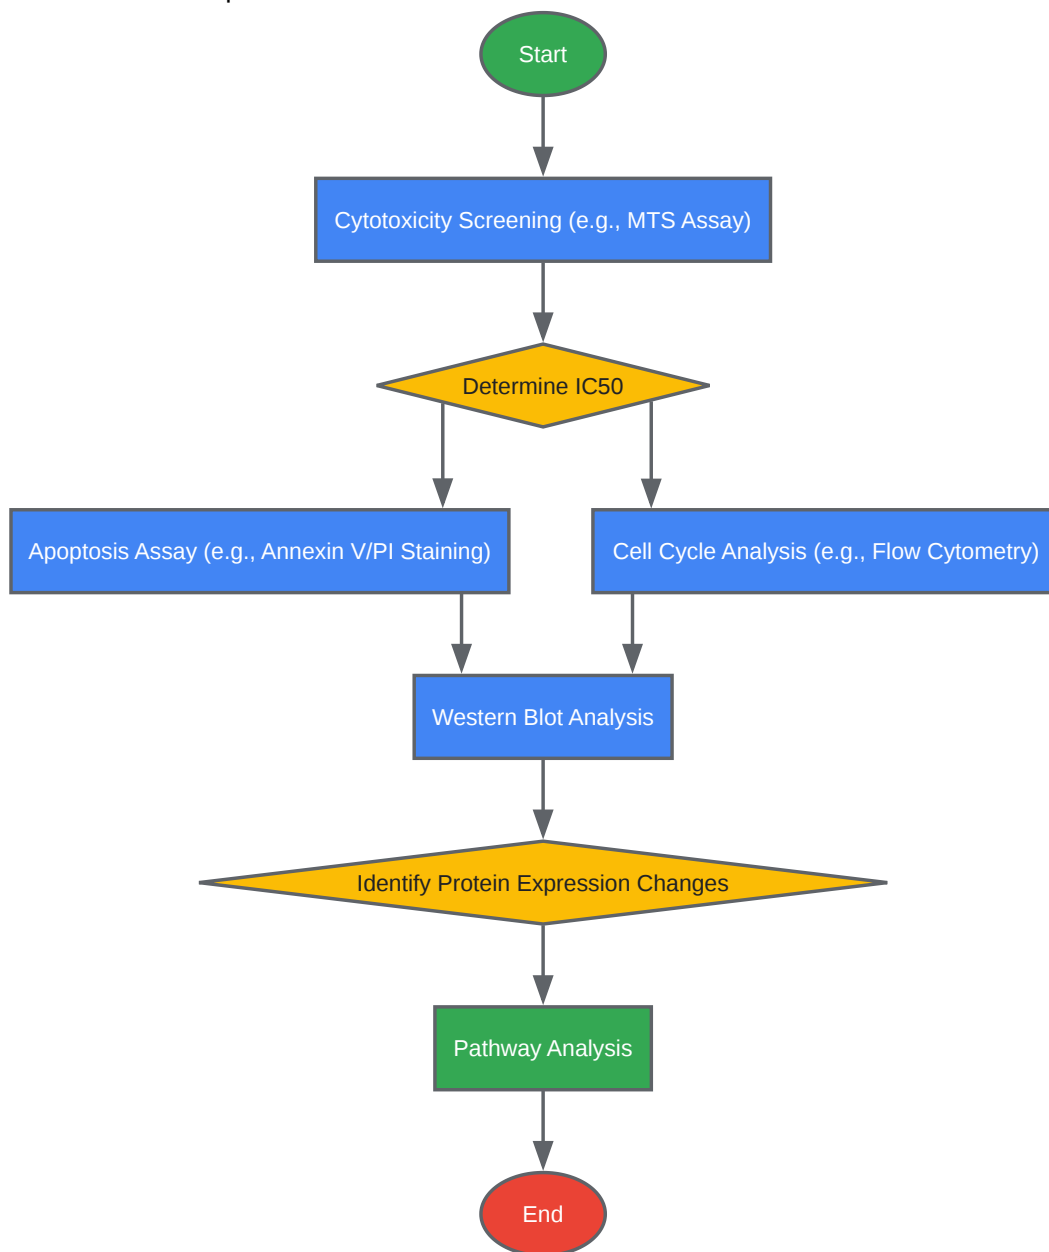 Start
Cytotoxicity Screening (e.g., MTS Assay)
Determine IC50
Apoptosis Assay (e.g., Annexin V/PI Staining)
Cell Cycle Analysis (e.g., Flow Cytometry)
Western Blot Analysis
Identify Protein Expression Changes
Pathway Analysis
End